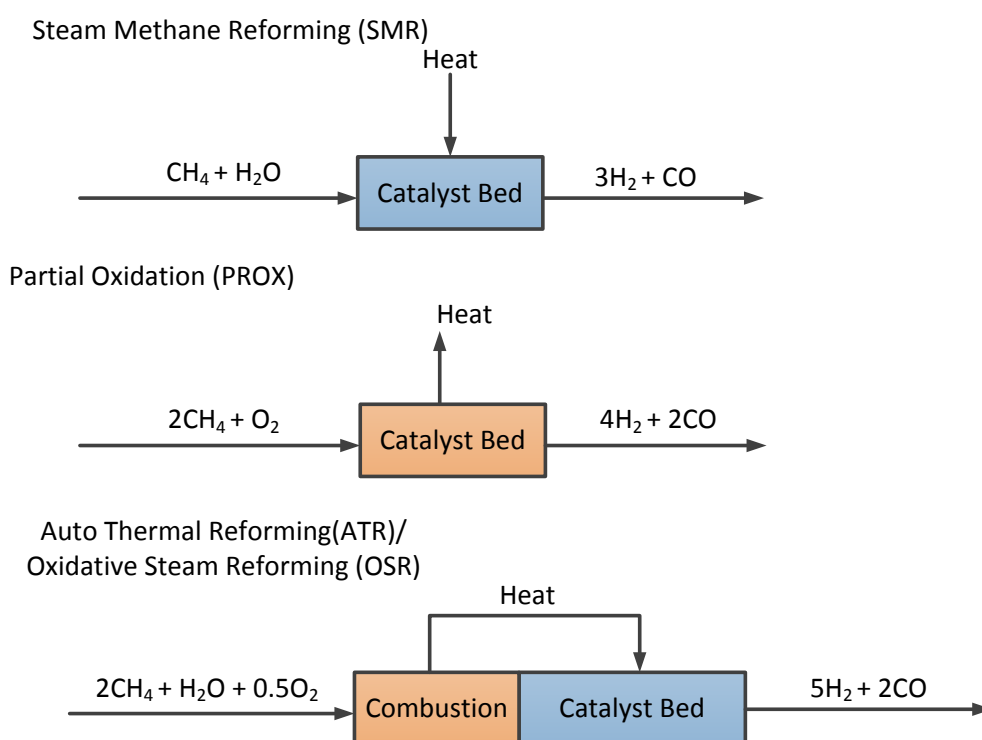 Steam Methane Reforming (SMR)
Heat
CH₄ + H₂O
Catalyst Bed
3H₂ + CO
Partial Oxidation (PROX)
Heat
2CH₄ + O₂
Catalyst Bed
4H₂ + 2CO
Auto Thermal Reforming(ATR)/
Oxidative Steam Reforming (OSR)
Heat
2CH₄ + H₂O + 0.5O₂
Combustion
Catalyst Bed
5H₂ + 2CO